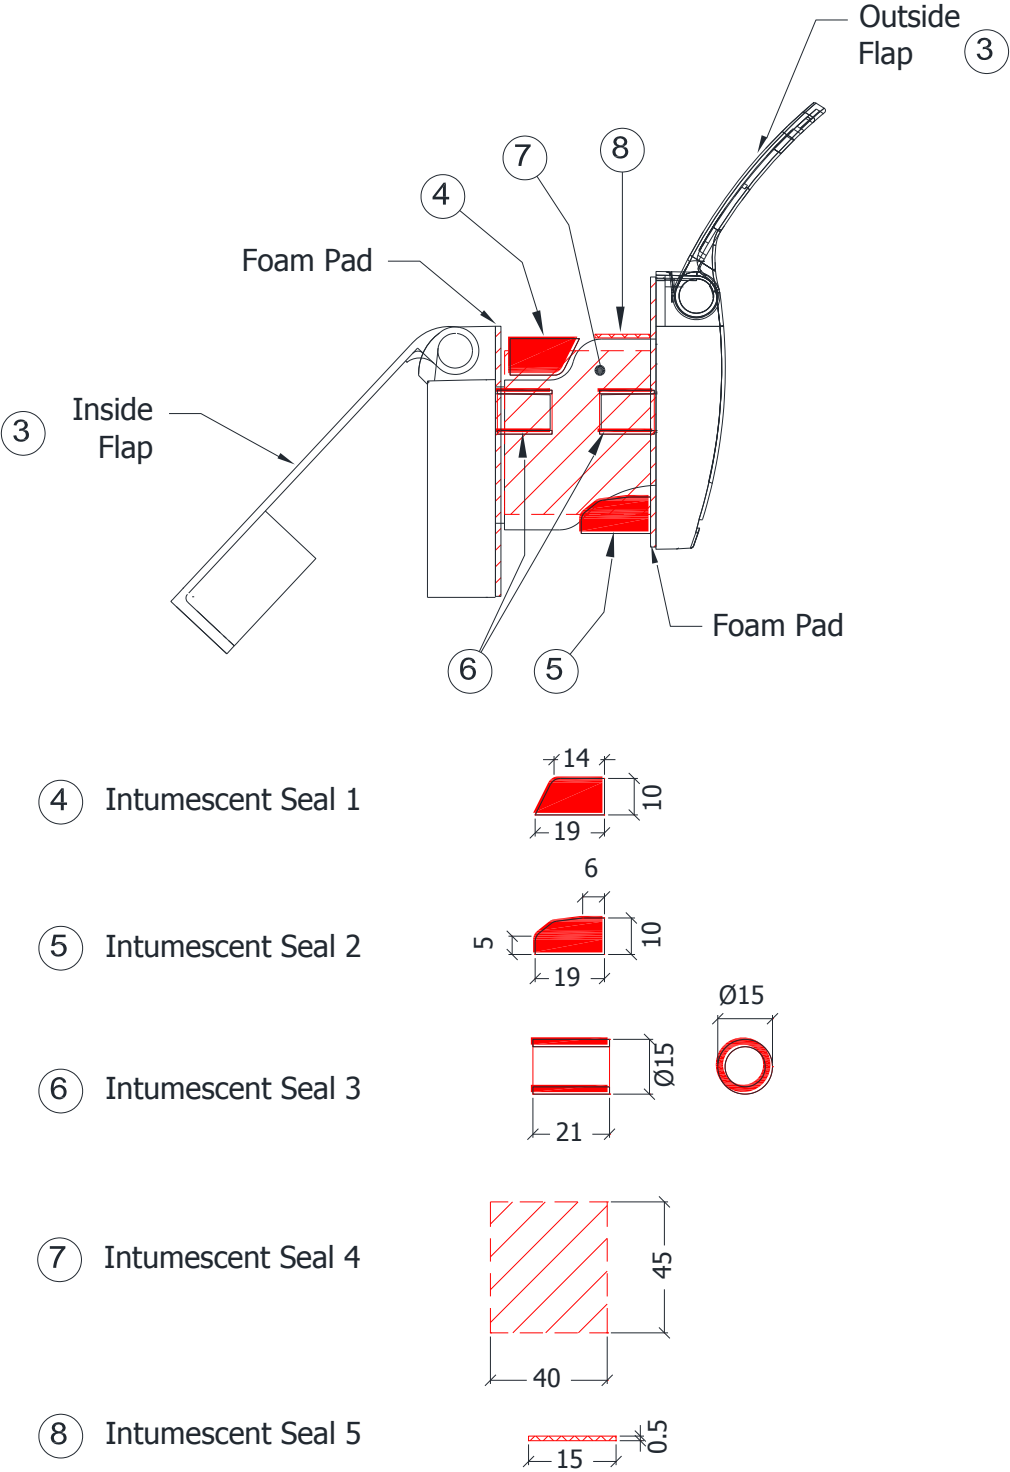 Outside
Flap
3
8
7
4
Foam Pad
Inside
Flap
3
Foam Pad
6
5
4 Intumescent Seal 1
14
10
19
5 Intumescent Seal 2
6
5
10
19
6 Intumescent Seal 3
Ø15
Ø15
21
7 Intumescent Seal 4
45
40
8 Intumescent Seal 5
0.5
15